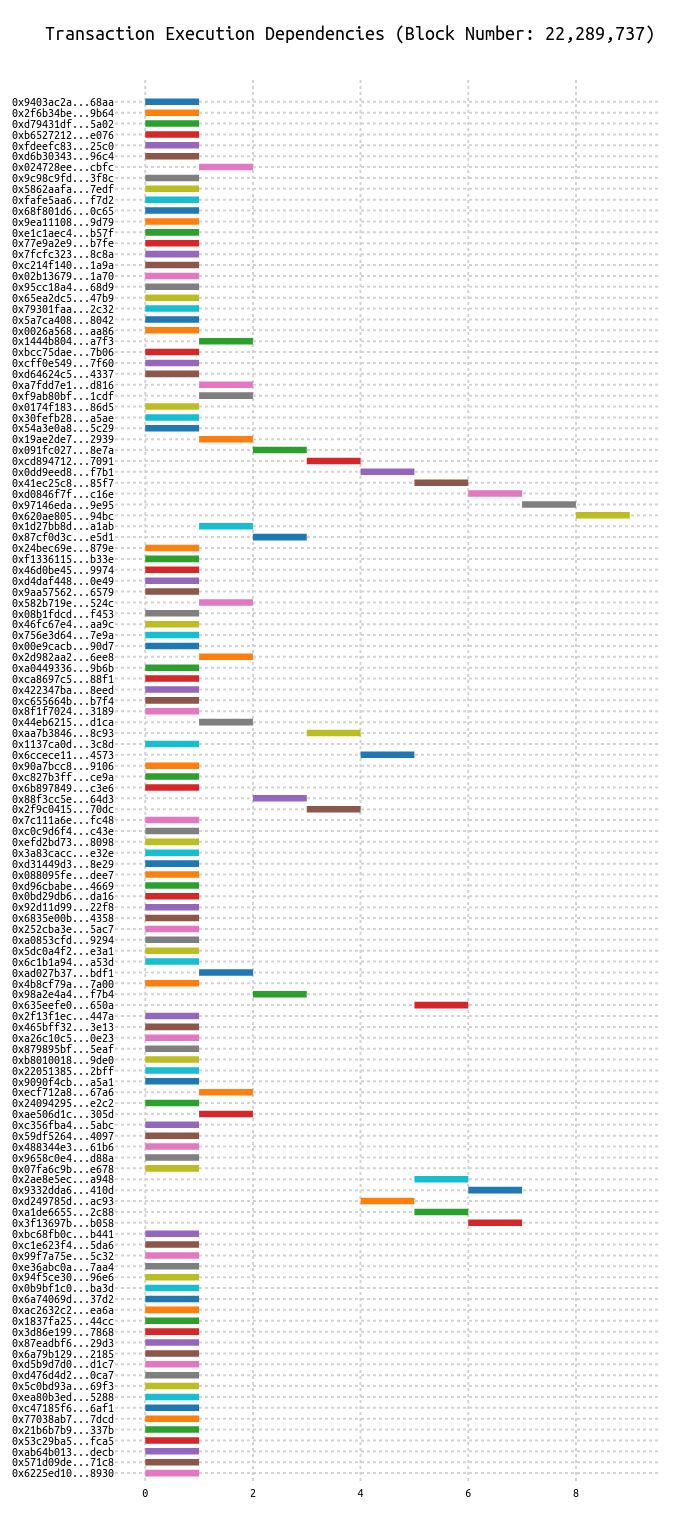 Transaction Execution Dependencies (Block Number: 22,289,737)
0x9403ac2a...68aa
0x2f6b34be...9b64
0xd79431df...5a02
0xb6527212...e076
0xfdeefc83...25c0
0xd6b30343...96c4
0x024728ee...cbfc
0x9c98c9fd...3f8c
0x5862aafa...7edf
0xfafe5aa6...f7d2
0x68f801d6...0c65
0x9ea11108...9d79
0xe1c1aec4...b57f
0x77e9a2e9...b7fe
0x7fcfc323...8c8a
0xc214f140...1a9a
0x02b13679...1a70
0x95cc18a4...68d9
0x65ea2dc5...47b9
0x79301faa...2c32
0x5a7ca408...8042
0x0026a568...aa86
0x1444b804...a7f3
0xbcc75dae...7b06
0xcff0e549...7f60
0xd64624c5...4337
0xa7fdd7e1...d816
0xf9ab80bf...1cdf
0x0174f183...86d5
0x30fefb28...a5ae
0x54a3e0a8...5c29
0x19ae2de7...2939
0x091fc027...8e7a
0xcd894712...7091
0x0dd9eed8...f7b1
0x41ec25c8...85f7
0xd0846f7f...c16e
0x97146eda...9e95
0x620ae805...94bc
0x1d27bb8d...a1ab
0x87cf0d3c...e5d1
0x24bec69e...879e
0xf1336115...b33e
0x46d0be45...9974
0xd4daf448...0e49
0x9aa57562...6579
0x582b719e...524c
0x08b1fdcd...f453
0x46fc67e4...aa9c
0x756e3d64...7e9a
0x00e9cacb...90d7
0x2d982aa2...6ee8
0xa0449336...9b6b
0xca8697c5...88f1
0x422347ba...8eed
0xc655664b...b7f4
0x8f1f7024...3189
0x44eb6215...d1ca
0xaa7b3846...8c93
0x1137ca0d...3c8d
0x6ccece11...4573
0x90a7bcc8...9106
0xc827b3ff...ce9a
0x6b897849...c3e6
0x88f3cc5e...64d3
0x2f9c0415...70dc
0x7c111a6e...fc48
0xc0c9d6f4...c43e
0xefd2bd73...8098
0x3a83cacc...e32e
0xd31449d3...8e29
0x088095fe...dee7
0xd96cbabe...4669
0x0bd29db6...da16
0x92d11d99...22f8
0x6835e00b...4358
0x252cba3e...5ac7
0xa0853cfd...9294
0x5dc0a4f2...e3a1
0x6c1b1a94...a53d
0xad027b37...bdf1
0x4b8cf79a...7a00
0x98a2e4a4...f7b4
0x635eefe0...650a
0x2f13f1ec...447a
0x465bff32...3e13
0xa26c10c5...0e23
0x879895bf...5eaf
0xb8010018...9de0
0x22051385...2bff
0x9090f4cb...a5a1
0xecf712a8...67a6
0x24094295...e2c2
0xae506d1c...305d
0xc356fba4...5abc
0x59df5264...4097
0x488344e3...61b6
0x9658c0e4...d88a
0x07fa6c9b...e678
0x2ae8e5ec...a948
0x9332dda6...410d
0xd249785d...ac93
0xa1de6655...2c88
0x3f13697b...b058
0xbc68fb0c...b441
0xc1e623f4...5da6
0x99f7a75e...5c32
0xe36abc0a...7aa4
0x94f5ce30...96e6
0x0b9bf1c0...ba3d
0x6a74069d...37d2
0xac2632c2...ea6a
0x1837fa25...44cc
0x3d86e199...7868
0x87eadbf6...29d3
0x6a79b129...2185
0xd5b9d7d0...d1c7
0xd476d4d2...0ca7
0x5c0bd93a...69f3
0xea80b3ed...5288
0xc47185f6...6af1
0x77038ab7...7dcd
0x21b6b7b9...337b
0x53c29ba5...fca5
0xab64b013...decb
0x571d09de...71c8
0x6225ed10...8930
0 2 4 6 8